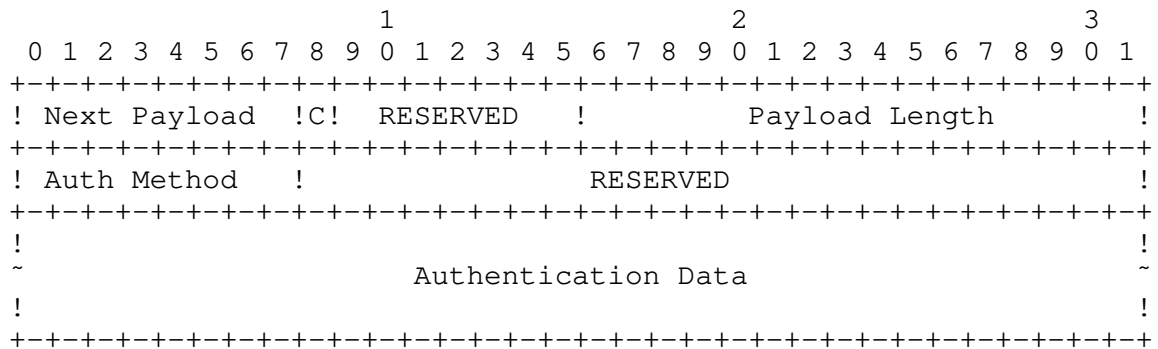 1                   2                   3
 0 1 2 3 4 5 6 7 8 9 0 1 2 3 4 5 6 7 8 9 0 1 2 3 4 5 6 7 8 9 0 1
+-+-+-+-+-+-+-+-+-+-+-+-+-+-+-+-+-+-+-+-+-+-+-+-+-+-+-+-+-+-+-+-+
! Next Payload  !C!  RESERVED   !         Payload Length        !
+-+-+-+-+-+-+-+-+-+-+-+-+-+-+-+-+-+-+-+-+-+-+-+-+-+-+-+-+-+-+-+-+
! Auth Method   !                RESERVED                       !
+-+-+-+-+-+-+-+-+-+-+-+-+-+-+-+-+-+-+-+-+-+-+-+-+-+-+-+-+-+-+-+-+
!                                                               !
~                      Authentication Data                      ~
!                                                               !
+-+-+-+-+-+-+-+-+-+-+-+-+-+-+-+-+-+-+-+-+-+-+-+-+-+-+-+-+-+-+-+-+